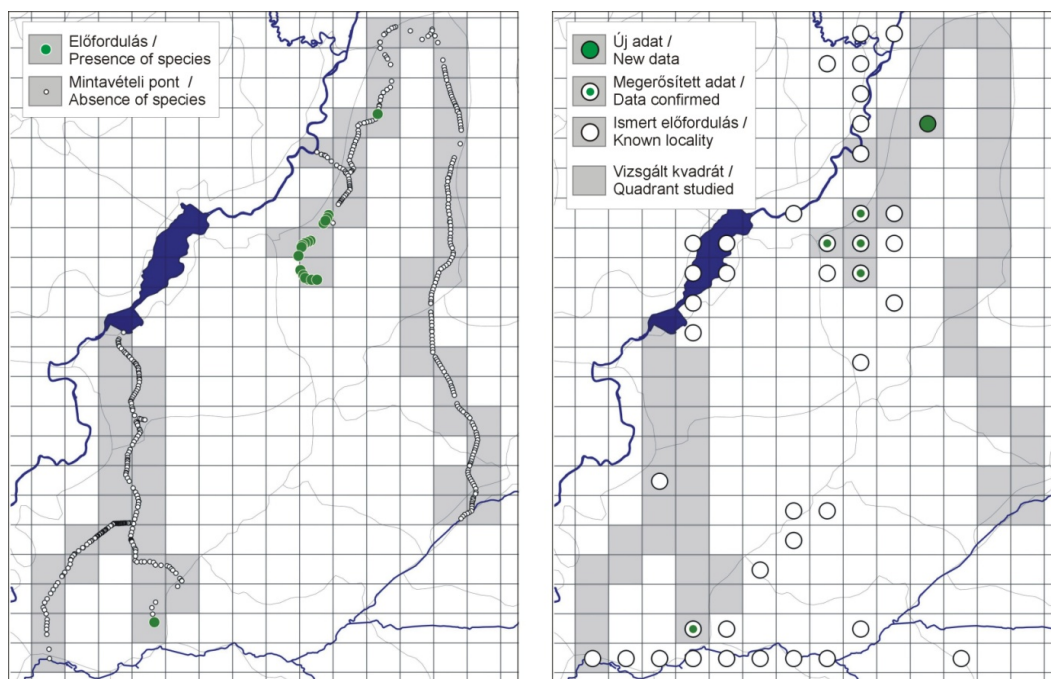 Előfordulás /
Presence of species
Mintavételi pont /
Absence of species
Új adat /
New data
Megerősített adat /
Data confirmed
Ismert előfordulás /
Known locality
Vizsgált kvadrát /
Quadrant studied